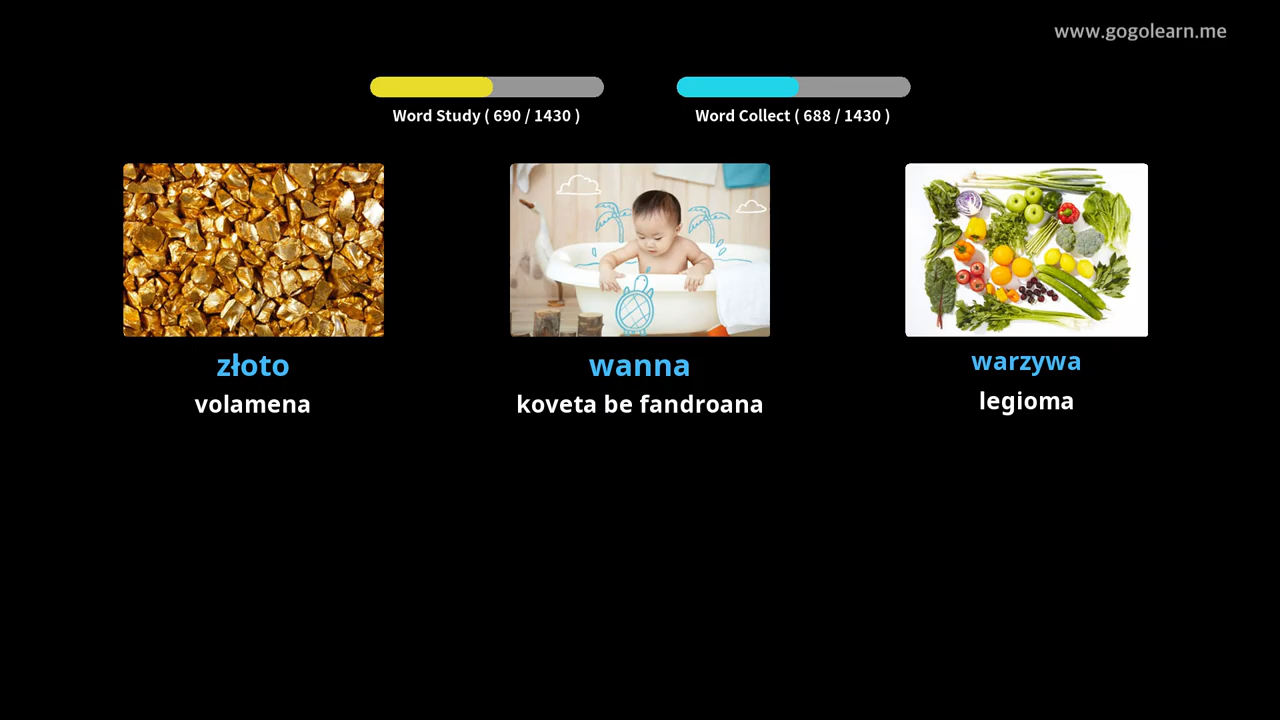 www.gogolearn.me
Word Study ( 690 / 1430 )
Word Collect ( 688 / 1430 )
złoto
wanna
warzywa
volamena
koveta be fandroana
legioma